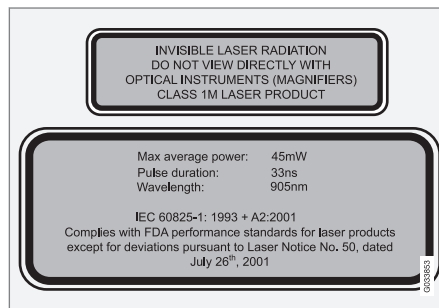 INVISIBLE LASER RADIATION
DO NOT VIEW DIRECTLY WITH
OPTICAL INSTRUMENTS (MAGNIFIERS)
CLASS 1M LASER PRODUCT
Max average power: 45mW
Pulse duration: 33ns
Wavelength: 905nm
IEC 60825-1: 1993 + A2:2001
Complies with FDA performance standards for laser products
except for deviations pursuant to Laser Notice No. 50, dated
July 26th, 2001
G033653